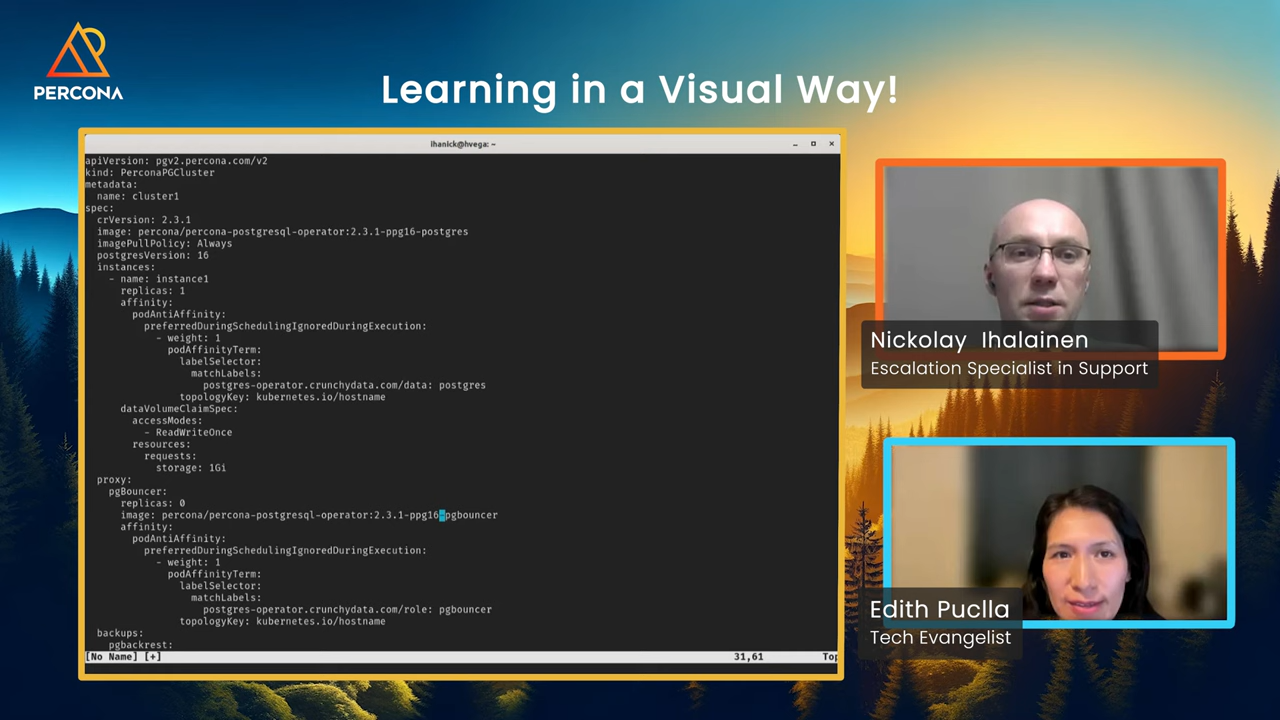 PERCONA
Learning in a Visual Way!
ihanick@hvega: ~
apiVersion: pgv2.percona.com/v2
kind: PerconaPGCluster
metadata:
  name: cluster1
spec:
  crVersion: 2.3.1
  image: percona/percona-postgresql-operator:2.3.1-ppg16-postgres
  imagePullPolicy: Always
  postgresVersion: 16
  instances:
    - name: instance1
      replicas: 1
      affinity:
        podAntiAffinity:
          preferredDuringSchedulingIgnoredDuringExecution:
            - weight: 1
              podAffinityTerm:
                labelSelector:
                  matchLabels:
                    postgres-operator.crunchydata.com/data: postgres
                topologyKey: kubernetes.io/hostname
      dataVolumeClaimSpec:
        accessModes:
          - ReadWriteOnce
        resources:
          requests:
            storage: 1Gi
  proxy:
    pgBouncer:
      replicas: 0
      image: percona/percona-postgresql-operator:2.3.1-ppg16-pgbouncer
      affinity:
        podAntiAffinity:
          preferredDuringSchedulingIgnoredDuringExecution:
            - weight: 1
              podAffinityTerm:
                labelSelector:
                  matchLabels:
                    postgres-operator.crunchydata.com/role: pgbouncer
                topologyKey: kubernetes.io/hostname
  backups:
    pgbackrest:
[No Name] [+] 31,61 Top
Nickolay Ihalainen
Escalation Specialist in Support
Edith Puclla
Tech Evangelist